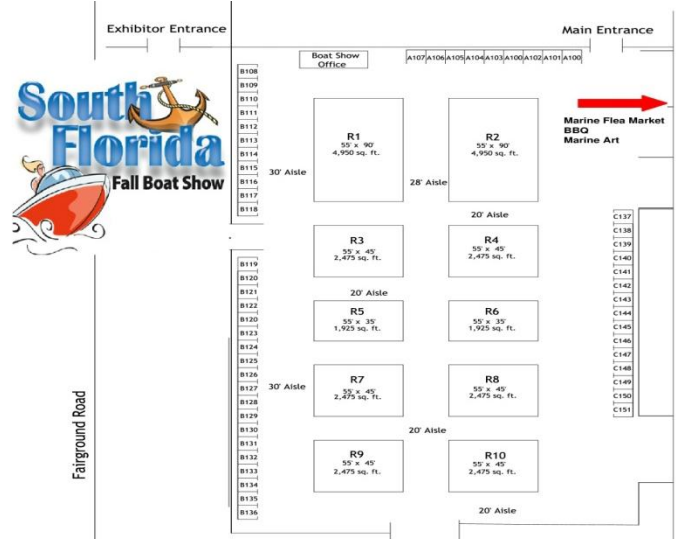 Exhibitor Entrance
Main Entrance
Boat Show
Office
A107 A106 A105 A104 A103 A100 A102 A101 A100
South
Florida
Fall Boat Show
Marine Flea Market
BBQ
Marine Art
B108
B109
B110
B111
B112
B113
B114
B115
B116
B117
B118
R1
55' x 90'
4,950 sq. ft.
R2
55' x 90'
4,950 sq. ft.
30' Aisle
28' Aisle
20' Aisle
C137
C138
C139
C140
C141
C142
C143
C144
C145
C146
C147
C148
C149
C150
C151
R3
55' x 45'
2,475 sq. ft.
R4
55' x 45'
2,475 sq. ft.
B119
B120
B121
B122
B120
B123
B124
B125
B126
B127
B128
B129
B130
B131
B132
B133
B134
B135
B136
20' Aisle
R5
55' x 35'
1,925 sq. ft.
R6
55' x 35'
1,925 sq. ft.
30' Aisle
R7
55' x 45'
2,475 sq. ft.
R8
55' x 45'
2,475 sq. ft.
20' Aisle
Fairground Road
R9
55' x 45'
2,475 sq. ft.
R10
55' x 45'
2,475 sq. ft.
20' Aisle